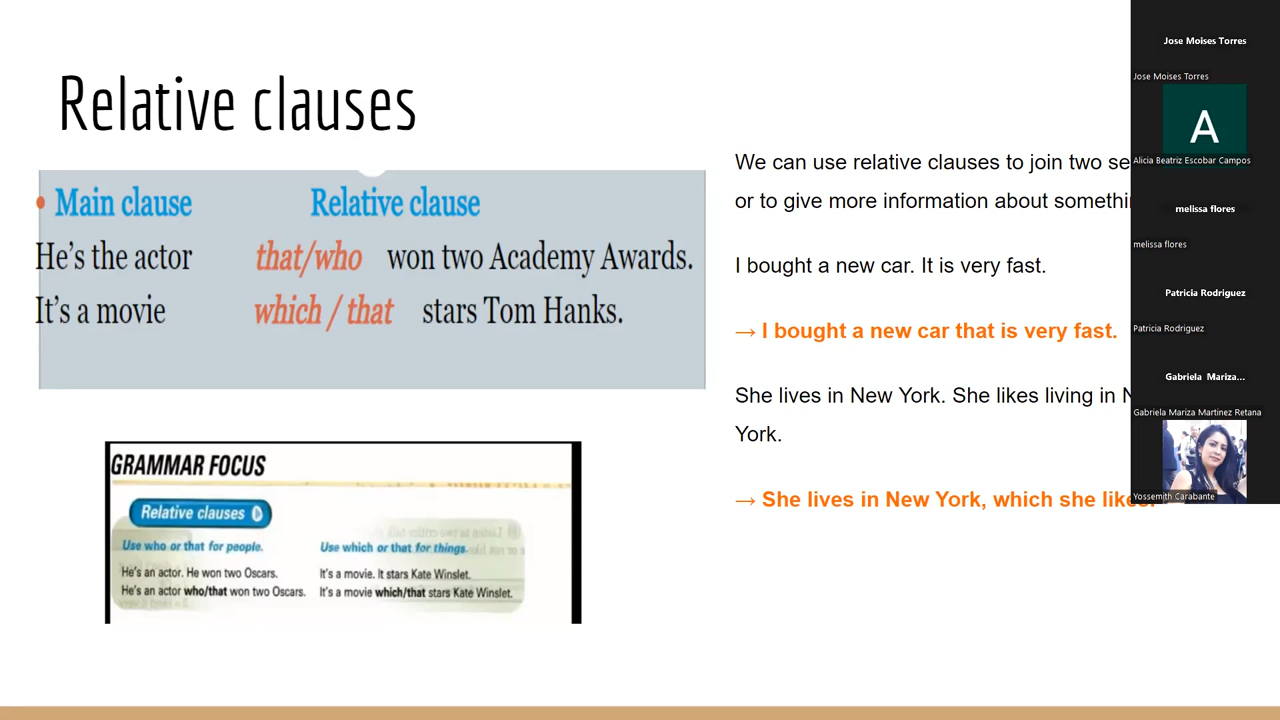 Relative clauses
Main clause Relative clause
He's the actor that/who won two Academy Awards.
It's a movie which / that stars Tom Hanks.
GRAMMAR FOCUS
Relative clauses
Use who or that for people.
He's an actor. He won two Oscars.
He's an actor who/that won two Oscars.
Use which or that for things.
It's a movie. It stars Kate Winslet.
It's a movie which/that stars Kate Winslet.
We can use relative clauses to join two
or to give more information about
I bought a new car. It is very fast.
→ I bought a new car that is very fast.
She lives in New York. She likes living in
York.
→ She lives in New York, which she likes.
Jose Moises Torres
Jose Moises Torres
A
Alicia Beatriz Escobar Campos
melissa flores
melissa flores
Patricia Rodriguez
Patricia Rodriguez
Gabriela Mariza...
Gabriela Mariza Martinez Retana
Yossemith Carabante